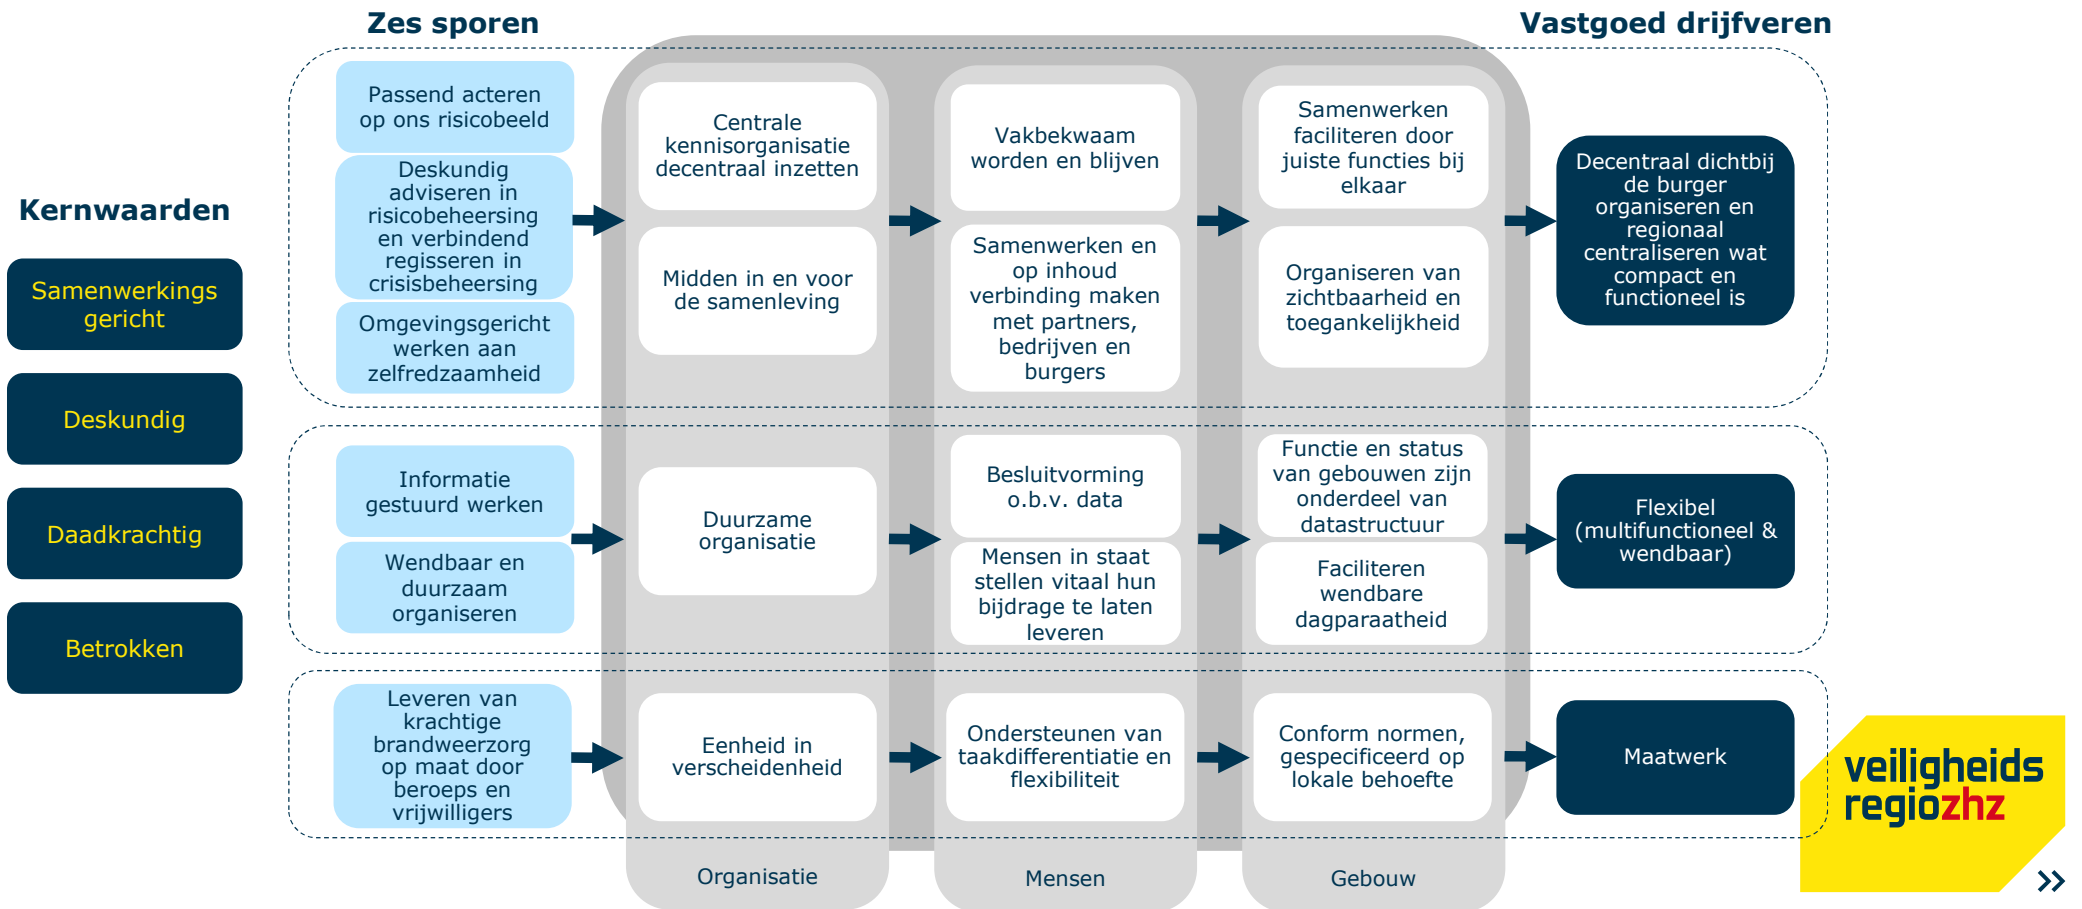 Zes sporen
Vastgoed drijfveren
Kernwaarden
Samenwerkings
gericht
Deskundig
Daadkrachtig
Betrokken
Passend acteren
op ons risicobeeld
Deskundig
adviseren in
risicobeheersing
en verbindend
regisseren in
crisisbeheersing
Omgevingsgericht
werken aan
zelfredzaamheid
Centrale
kennisorganisatie
decentraal inzetten
Midden in en voor
de samenleving
Vakbekwaam
worden en blijven
Samenwerken en
op inhoud
verbinding maken
met partners,
bedrijven en
burgers
Samenwerken
faciliteren door
juiste functies bij
elkaar
Organiseren van
zichtbaarheid en
toegankelijkheid
Decentraal dichtbij
de burger
organiseren en
regionaal
centraliseren wat
compact en
functioneel is
Informatie
gestuurd werken
Wendbaar en
duurzaam
organiseren
Duurzame
organisatie
Besluitvorming
o.b.v. data
Mensen in staat
stellen vitaal hun
bijdrage te laten
leveren
Functie en status
van gebouwen zijn
onderdeel van
datastructuur
Faciliteren
wendbare
dagparaatheid
Flexibel
(multifunctioneel &
wendbaar)
Leveren van
krachtige
brandweerzorg
op maat door
beroeps en
vrijwilligers
Eenheid in
verscheidenheid
Ondersteunen van
taakdifferentiatie en
flexibiliteit
Conform normen,
gespecificeerd op
lokale behoefte
Maatwerk
Organisatie
Mensen
Gebouw
veiligheids
regiozhz